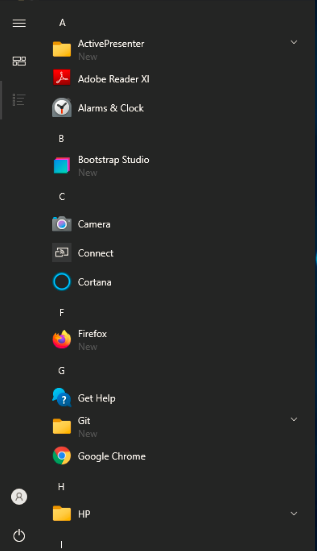 A
ActivePresenter
New
Adobe Reader XI
Alarms & Clock
B
Bootstrap Studio
New
C
Camera
Connect
Cortana
F
Firefox
New
G
Get Help
Git
New
Google Chrome
H
HP
I